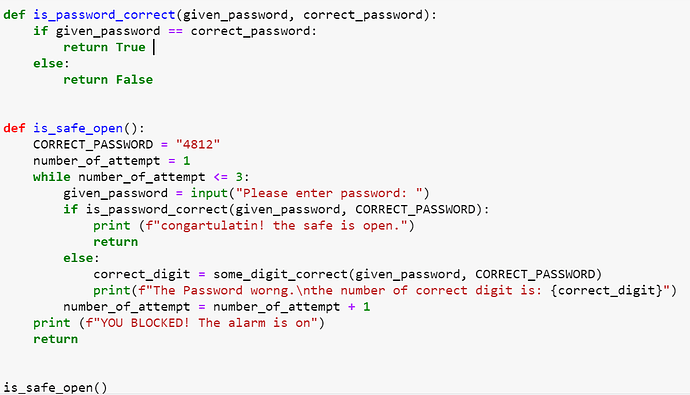 def is_password_correct(given_password, correct_password):
    if given_password == correct_password:
        return True
    else:
        return False
def is_safe_open():
    CORRECT_PASSWORD = "4812"
    number_of_attempt = 1
    while number_of_attempt <= 3:
        given_password = input("Please enter password: ")
        if is_password_correct(given_password, CORRECT_PASSWORD):
            print (f"congartulatin! the safe is open.")
            return
        else:
            correct_digit = some_digit_correct(given_password, CORRECT_PASSWORD)
            print(f"The Password worng.\nthe number of correct digit is: {correct_digit}")
        number_of_attempt = number_of_attempt + 1
    print (f"YOU BLOCKED! The alarm is on")
    return
is_safe_open()